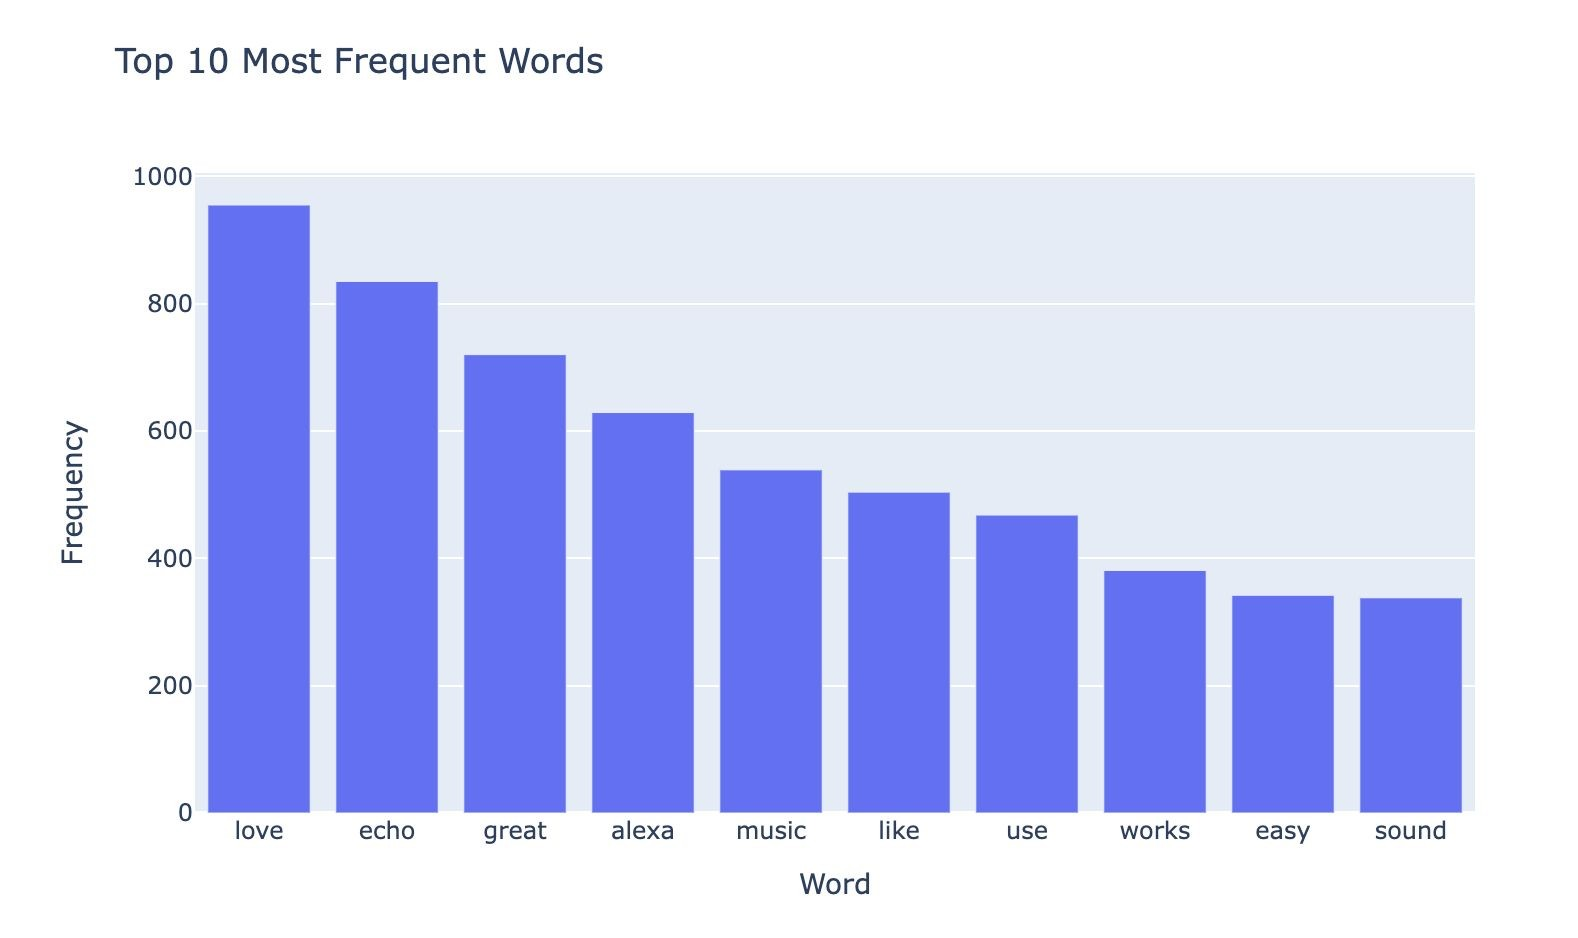 Top 10 Most Frequent Words
1000
800
600
400
200
0
Frequency
love echo great alexa music like use works easy sound
Word